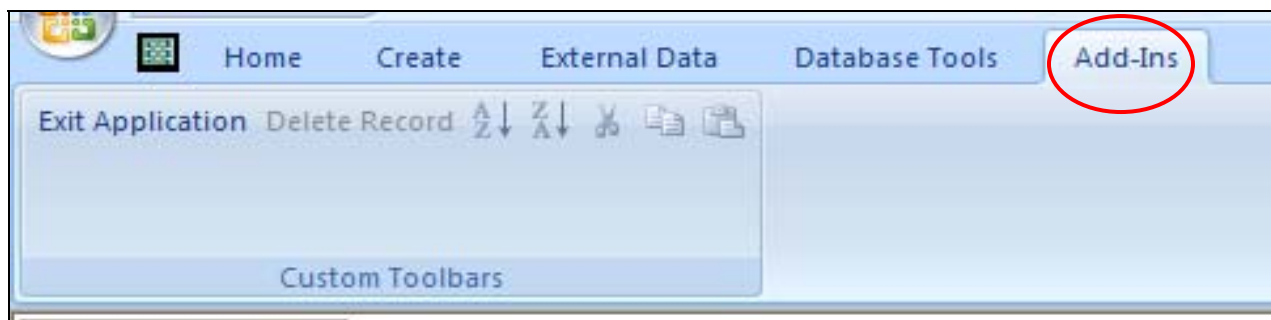 Home Create External Data Database Tools Add-Ins
Exit Application Delete Record
Custom Toolbars